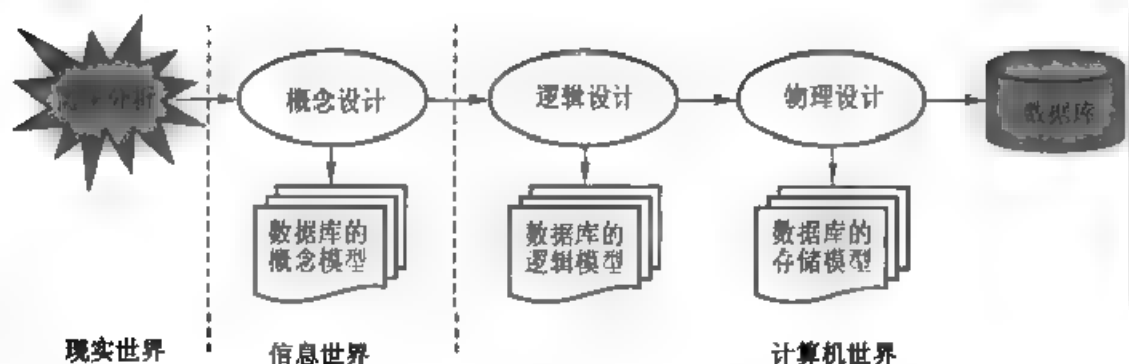 概念设计
逻辑设计
物理设计
数据库
数据库的
概念模型
数据库的
逻辑模型
数据库的
存储模型
现实世界
信息世界
计算机世界